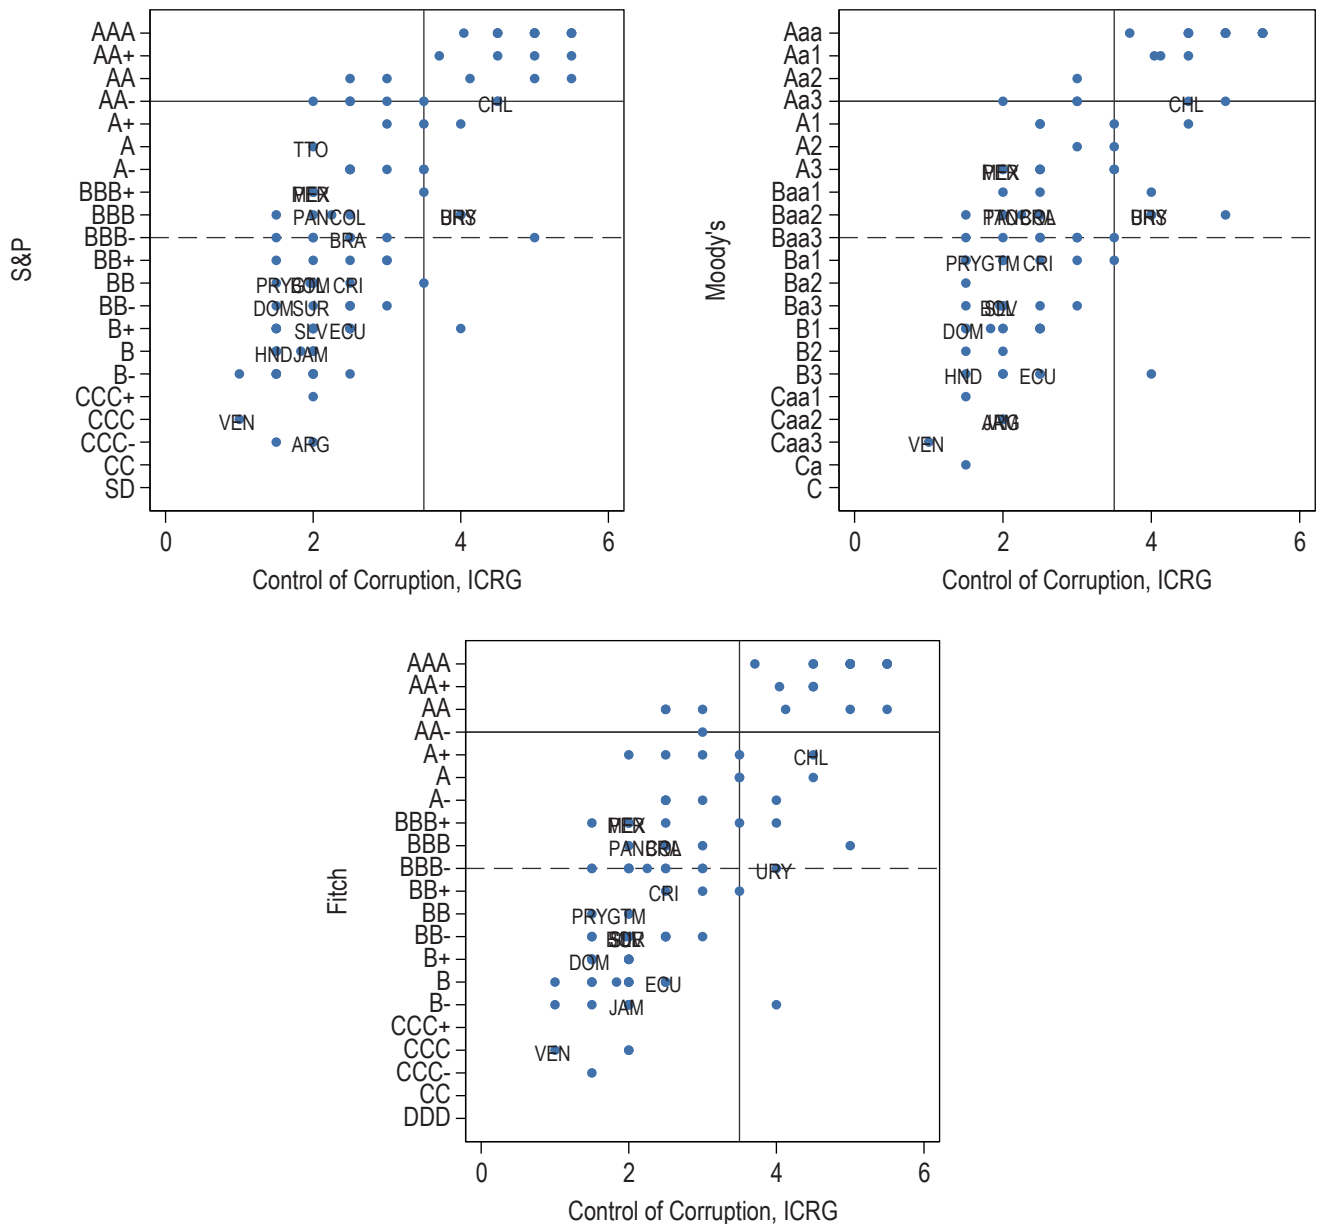 S&P
AAA
AA+
AA
AA-
A+
A
A-
BBB+
BBB
BBB-
BB+
BB
BB-
B+
B
B-
CCC+
CCC
CCC-
CC
SD
CHL
TTO
PANCOL
BRA
CRI
DOM SUR
SLV ECU
HND JAM
VEN
ARG
0 2 4 6
Control of Corruption, ICRG
Moody's
Aaa
Aa1
Aa2
Aa3
A1
A2
A3
Baa1
Baa2
Baa3
Ba1
Ba2
Ba3
B1
B2
B3
Caa1
Caa2
Caa3
Ca
C
CHL
PRY GTM CRI
DOM
HND ECU
VEN
0 2 4 6
Control of Corruption, ICRG
Fitch
AAA
AA+
AA
AA-
A+
A
A-
BBB+
BBB
BBB-
BB+
BB
BB-
B+
B
B-
CCC+
CCC
CCC-
CC
DDD
CHL
PAN
URY
CRI
PRY GTM
DOM
ECU
JAM
VEN
0 2 4 6
Control of Corruption, ICRG